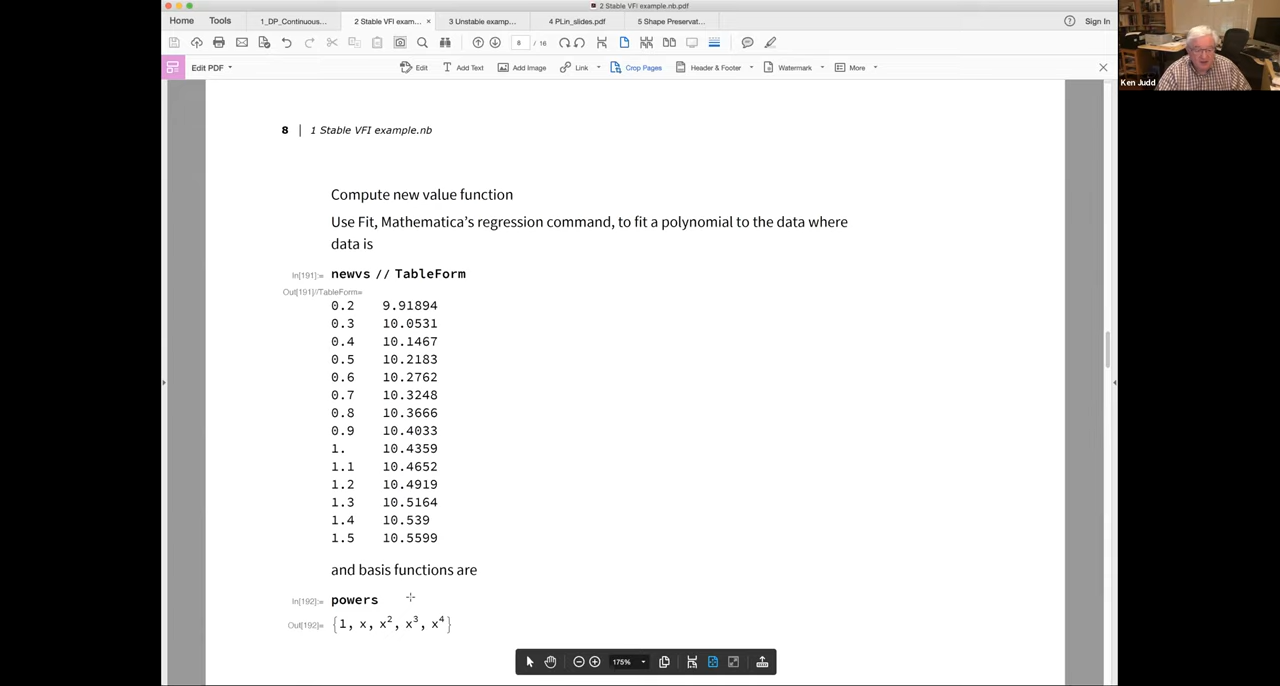 2 Stable VFI example.nb.pdf
Home Tools 1_DP_Continuous... 2 Stable VFI exam... × 3 Unstable examp... 4 PLin_slides.pdf 5 Shape Preservat... Sign In
8 / 16
Edit PDF Edit Add Text Add Image Link Crop Pages Header & Footer Watermark More
Ken Judd
8 | 1 Stable VFI example.nb
Compute new value function
Use Fit, Mathematica's regression command, to fit a polynomial to the data where
data is
In[191]:= newvs // TableForm
Out[191]//TableForm=
0.2 9.91894
0.3 10.0531
0.4 10.1467
0.5 10.2183
0.6 10.2762
0.7 10.3248
0.8 10.3666
0.9 10.4033
1. 10.4359
1.1 10.4652
1.2 10.4919
1.3 10.5164
1.4 10.539
1.5 10.5599
and basis functions are
In[192]:= powers
Out[192]= {1, x, x², x³, x⁴}
175%